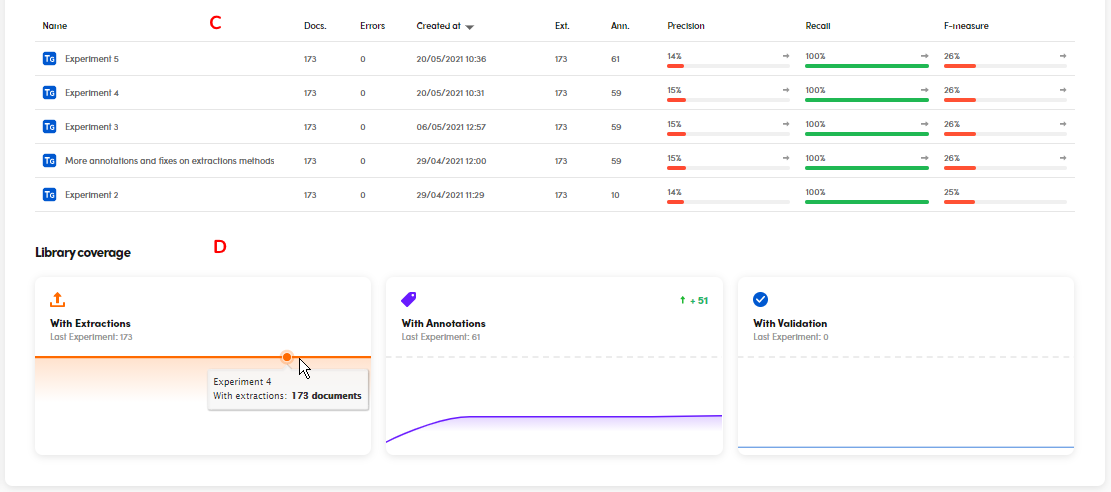 C
Name Docs. Errors Created at Ext. Ann. Precision Recall F-measure
TG Experiment 5 173 0 20/05/2021 10:36 173 61 14% → 100% → 26% →
TG Experiment 4 173 0 20/05/2021 10:31 173 59 15% → 100% → 26% →
TG Experiment 3 173 0 06/05/2021 12:57 173 59 15% → 100% → 26% →
TG More annotations and fixes on extractions methods 173 0 29/04/2021 12:00 173 59 15% → 100% → 26% →
TG Experiment 2 173 0 29/04/2021 11:29 173 10 14% 100% 25%
Library coverage D
With Extractions
Last Experiment: 173
Experiment 4
With extractions: 173 documents
↑ + 51
With Annotations
Last Experiment: 61
With Validation
Last Experiment: 0